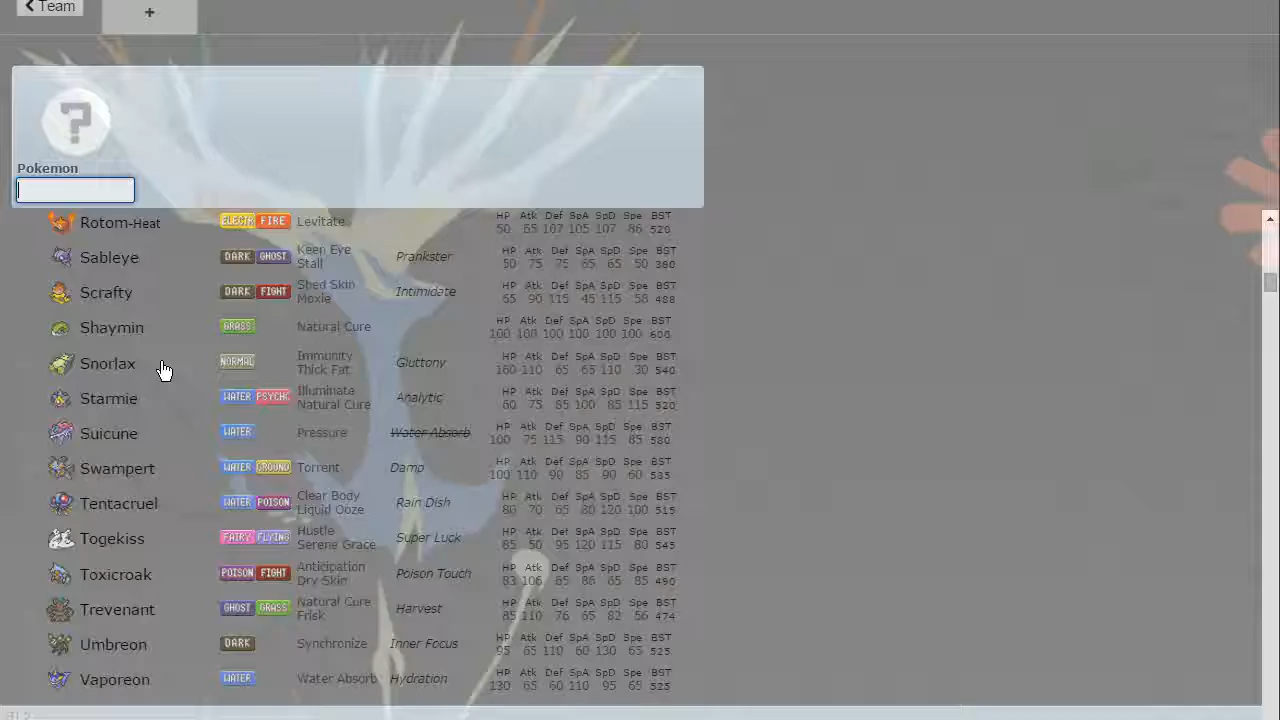 Team
+
?
Pokemon
Rotom-Heat ELECTR FIRE Levitate HP Atk Def SpA SpD Spe BST
50 65 107 105 107 86 520
Sableye DARK GHOST Keen Eye Stall Prankster HP Atk Def SpA SpD Spe BST
50 75 75 65 65 50 380
Scrafty DARK FIGHT Shed Skin Moxie Intimidate HP Atk Def SpA SpD Spe BST
65 90 115 45 115 58 488
Shaymin GRASS Natural Cure HP Atk Def SpA SpD Spe BST
100 100 100 100 100 100 600
Snorlax NORMAL Immunity Thick Fat Gluttony HP Atk Def SpA SpD Spe BST
160 110 65 65 110 30 540
Starmie WATER PSYCHC Illuminate Natural Cure Analytic HP Atk Def SpA SpD Spe BST
60 75 85 100 85 115 520
Suicune WATER Pressure Water Absorb HP Atk Def SpA SpD Spe BST
100 75 115 90 115 85 580
Swampert WATER GROUND Torrent Damp HP Atk Def SpA SpD Spe BST
100 110 90 85 90 60 535
Tentacruel WATER POISON Clear Body Liquid Ooze Rain Dish HP Atk Def SpA SpD Spe BST
80 70 65 80 120 100 515
Togekiss FAIRY FLYING Hustle Serene Grace Super Luck HP Atk Def SpA SpD Spe BST
85 50 95 120 115 80 545
Toxicroak POISON FIGHT Anticipation Dry Skin Poison Touch HP Atk Def SpA SpD Spe BST
83 106 65 86 65 85 490
Trevenant GHOST GRASS Natural Cure Frisk Harvest HP Atk Def SpA SpD Spe BST
85 110 76 65 82 56 474
Umbreon DARK Synchronize Inner Focus HP Atk Def SpA SpD Spe BST
95 65 110 60 130 65 525
Vaporeon WATER Water Absorb Hydration HP Atk Def SpA SpD Spe BST
130 65 60 110 95 65 525